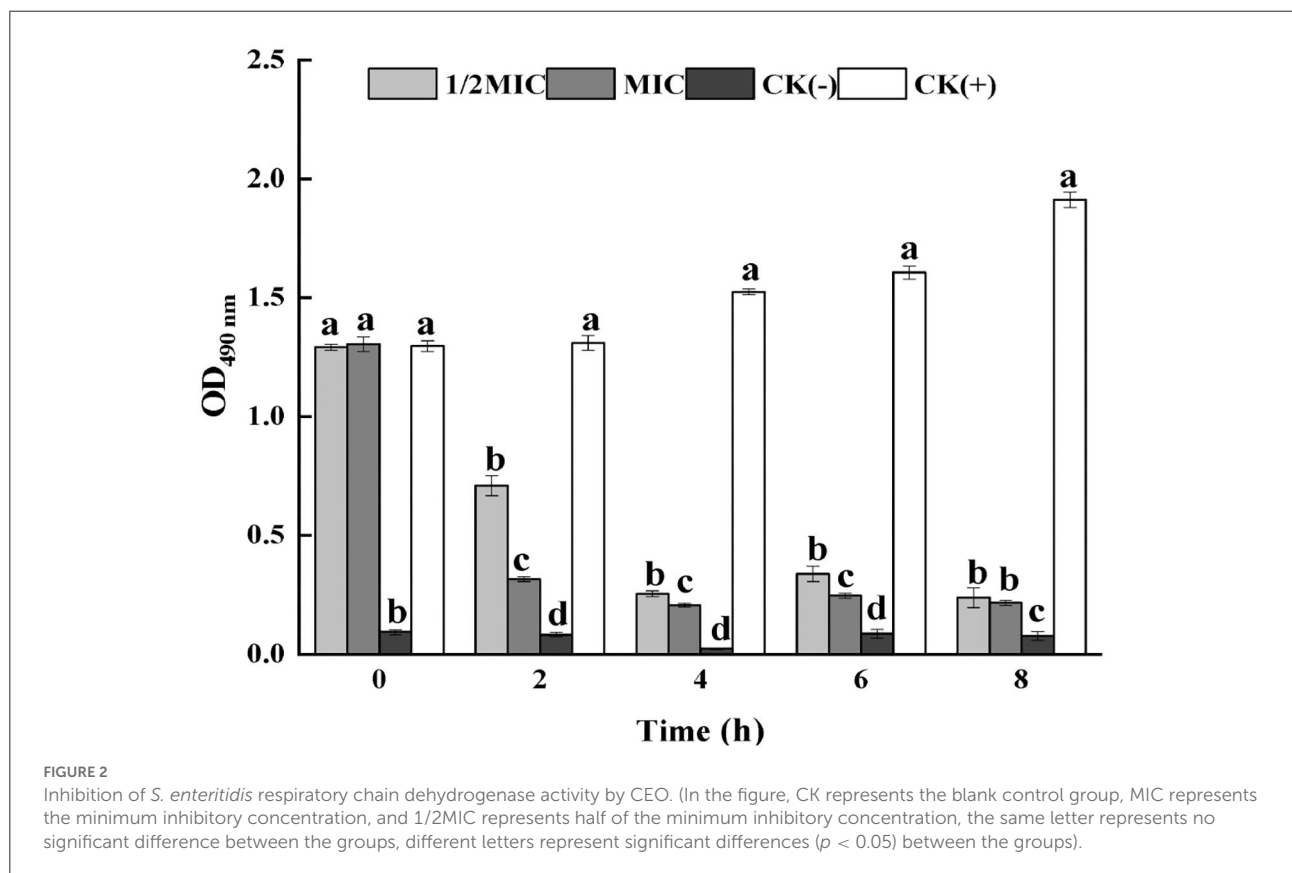 2.5
1/2MIC MIC CK(-) CK(+)
2.0
1.5
1.0
0.5
0.0
OD490 nm
a a b a
b c d a
b c d a
b c d a
b b c a
0 2 4 6 8
Time (h)
FIGURE 2
Inhibition of S. enteritidis respiratory chain dehydrogenase activity by CEO. (In the figure, CK represents the blank control group, MIC represents
the minimum inhibitory concentration, and 1/2MIC represents half of the minimum inhibitory concentration, the same letter represents no
significant difference between the groups, different letters represent significant differences (p < 0.05) between the groups).